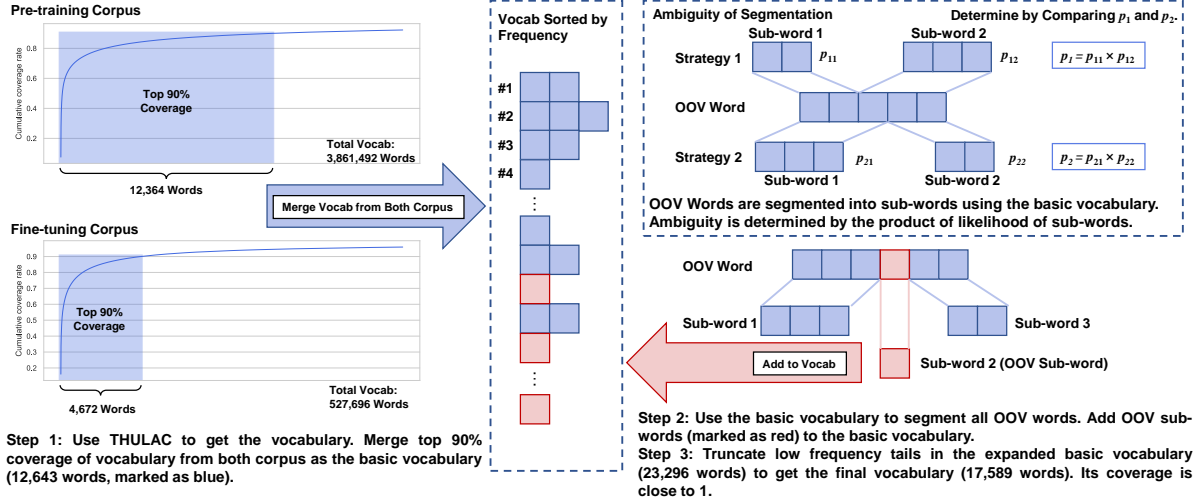 Pre-training Corpus
Cumulative coverage rate
0.8
0.6
0.4
0.2
Top 90%
Coverage
Total Vocab:
3,861,492 Words
12,364 Words
Merge Vocab from Both Corpus
Fine-tuning Corpus
Cumulative coverage rate
0.9
0.8
0.7
0.6
0.5
0.4
0.3
0.2
Top 90%
Coverage
Total Vocab:
527,696 Words
4,672 Words
Step 1: Use THULAC to get the vocabulary. Merge top 90%
coverage of vocabulary from both corpus as the basic vocabulary
(12,643 words, marked as blue).
Vocab Sorted by
Frequency
#1
#2
#3
#4
...
...
Ambiguity of Segmentation
Determine by Comparing p₁ and p₂.
Sub-word 1
Sub-word 2
Strategy 1
p₁₁
p₁₂
p₁ = p₁₁ × p₁₂
OOV Word
Strategy 2
p₂₁
p₂₂
p₂ = p₂₁ × p₂₂
Sub-word 1
Sub-word 2
OOV Words are segmented into sub-words using the basic vocabulary.
Ambiguity is determined by the product of likelihood of sub-words.
OOV Word
Sub-word 1
Sub-word 3
Add to Vocab
Sub-word 2 (OOV Sub-word)
Step 2: Use the basic vocabulary to segment all OOV words. Add OOV sub-
words (marked as red) to the basic vocabulary.
Step 3: Truncate low frequency tails in the expanded basic vocabulary
(23,296 words) to get the final vocabulary (17,589 words). Its coverage is
close to 1.